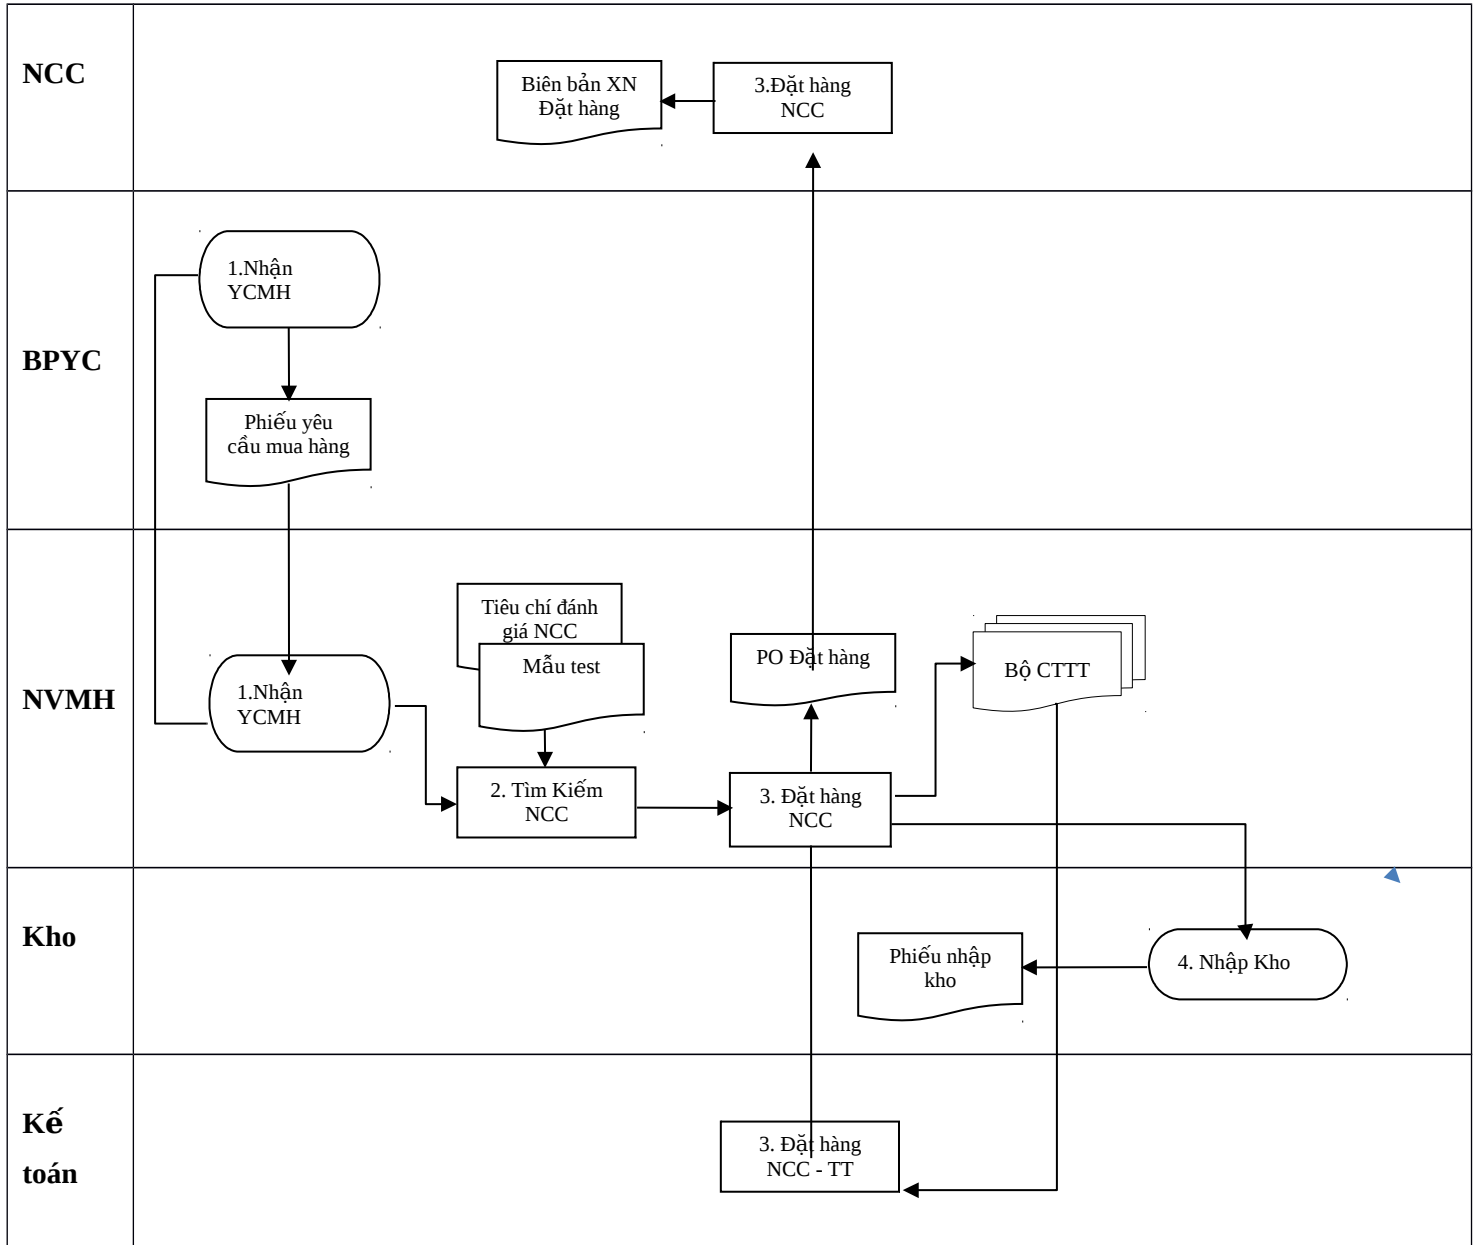 NCC
Biên bản XN
Đặt hàng
3.Đặt hàng
NCC
BPYC
1.Nhận
YCMH
Phiếu yêu
cầu mua hàng
NVMH
1.Nhận
YCMH
Tiêu chí đánh
giá NCC
Mẫu test
2. Tìm Kiếm
NCC
PO Đặt hàng
3. Đặt hàng
NCC
Bộ CTTT
Kho
Phiếu nhập
kho
4. Nhập Kho
Kế
toán
3. Đặt hàng
NCC - TT